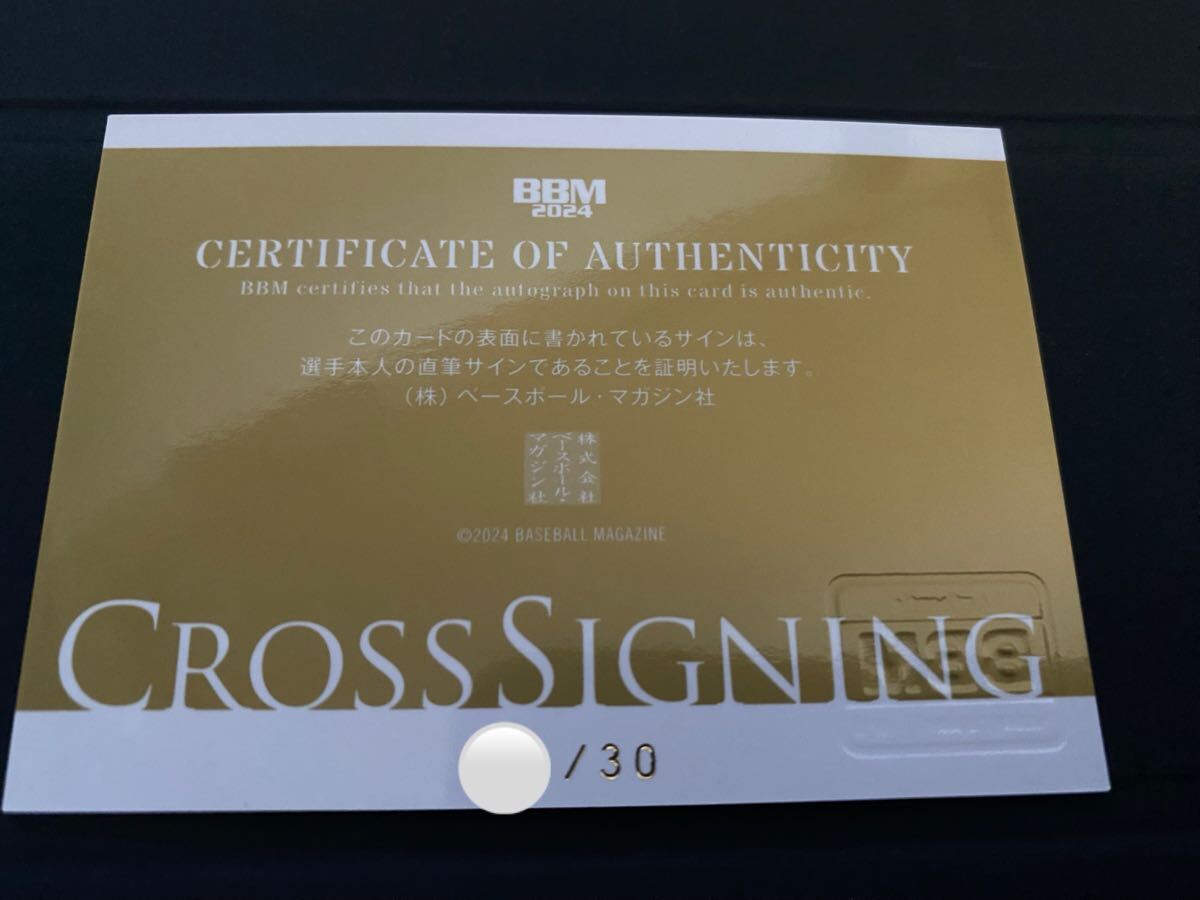 BBM
2024
CERTIFICATE OF AUTHENTICITY
BBM certifies that the autograph on this card is authentic.
このカードの表面に書かれているサインは、
選手本人の直筆サインであることを証明いたします。
(株) ベースボール・マガジン社
株式会社
ベースボール・
マガジン社
©2024 BASEBALL MAGAZINE
CROSSSIGNING
/30